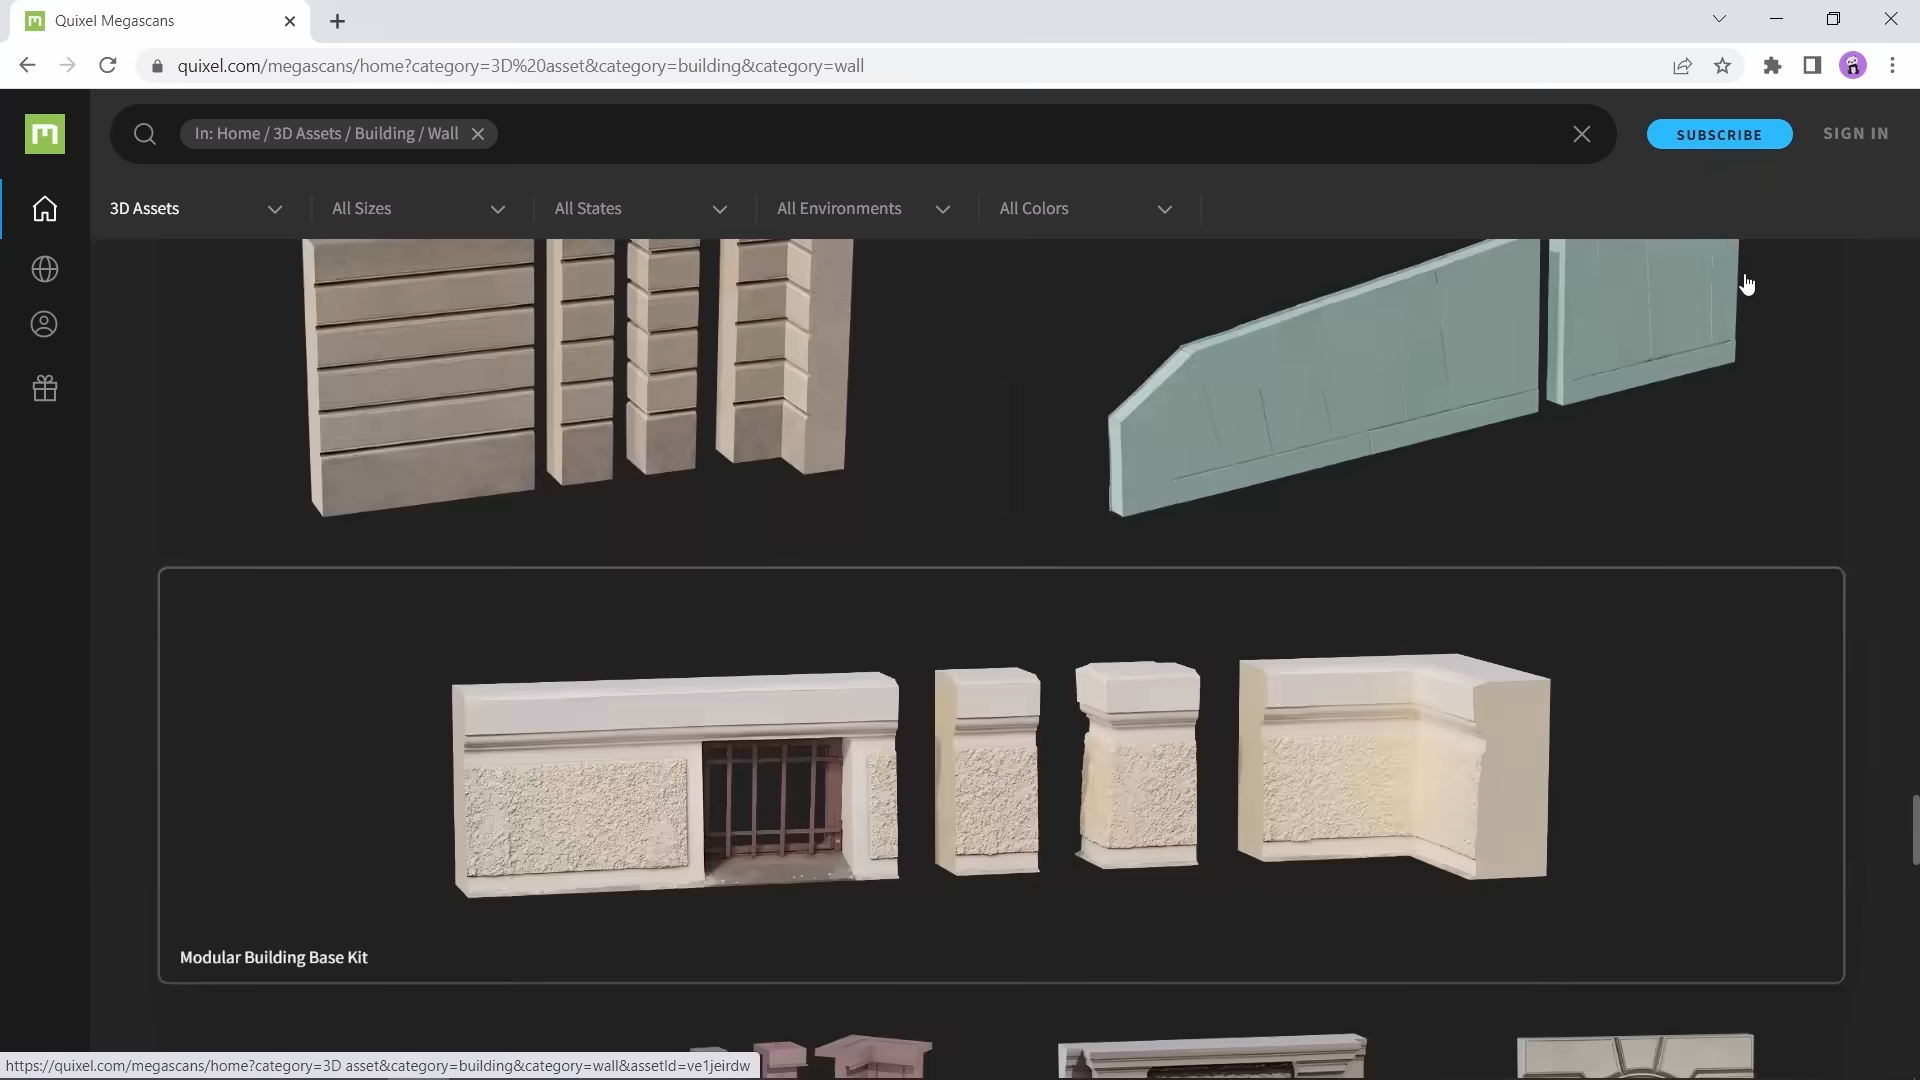 Quixel Megascans
quixel.com/megascans/home?category=3D%20asset&category=building&category=wall
In: Home / 3D Assets / Building / Wall
SUBSCRIBE
SIGN IN
3D Assets
All Sizes
All States
All Environments
All Colors
Modular Building Base Kit
https://quixel.com/megascans/home?category=3D asset&category=building&category=wall&assetId=ve1jeirdw